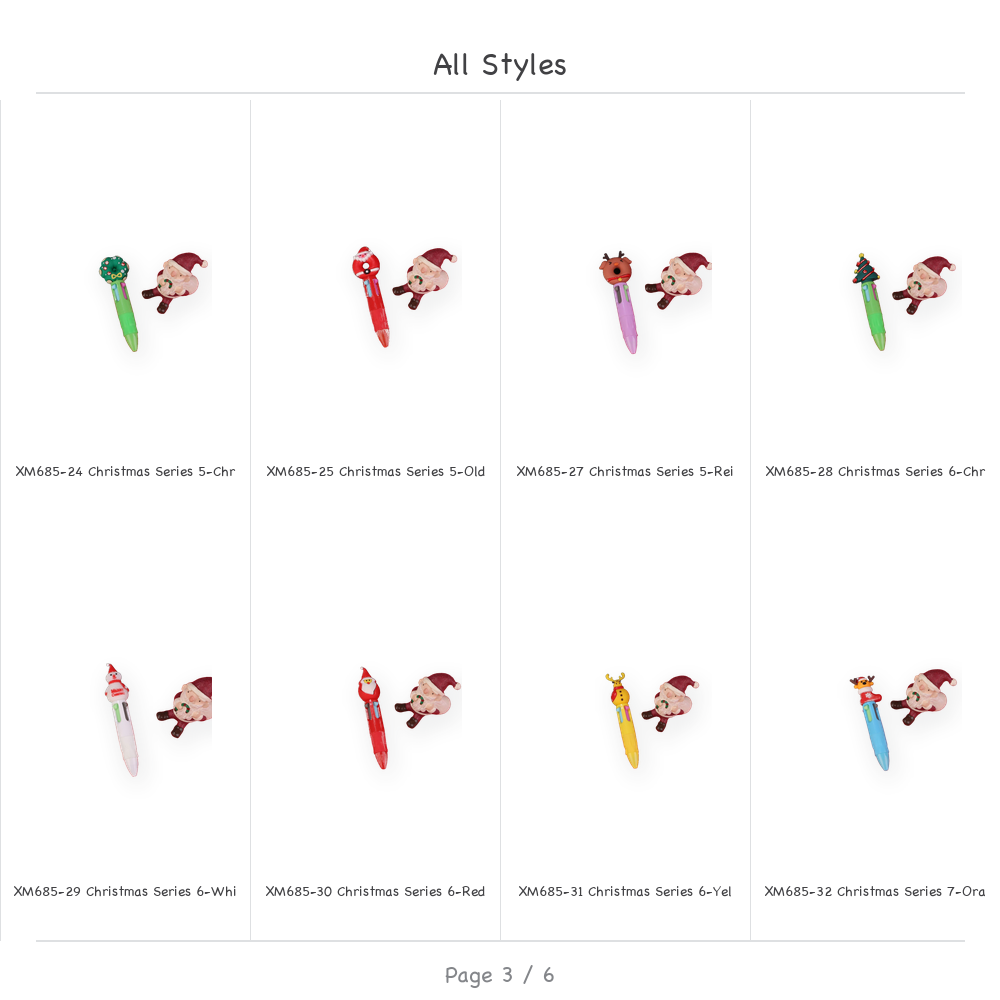 All Styles
XM685-24 Christmas Series 5-Chr
XM685-25 Christmas Series 5-Old
XM685-27 Christmas Series 5-Rei
XM685-28 Christmas Series 6-Chr
XM685-29 Christmas Series 6-Whi
XM685-30 Christmas Series 6-Red
XM685-31 Christmas Series 6-Yel
XM685-32 Christmas Series 7-Ora
Page 3 / 6